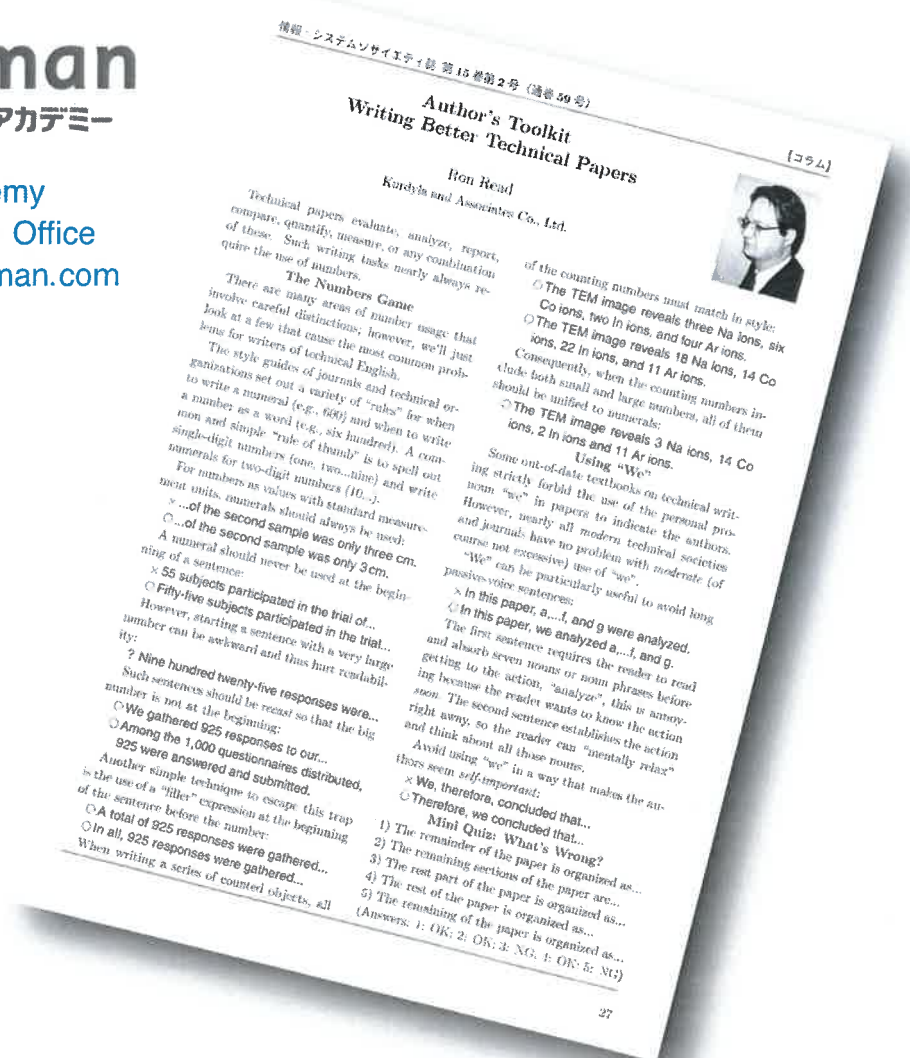 man
アカデミー
emy
Office
man.com
情報・システムソサイエティ誌 第15巻第2号（通巻59号）
[コラム]
Author's Toolkit
Writing Better Technical Papers
Ron Read
Kurdyla and Associates Co., Ltd.
Technical papers evaluate, analyze, report,
compare, quantify, measure, or any combination
of these. Such writing tasks nearly always re-
quire the use of numbers.
The Numbers Game
There are many areas of number usage that
involve careful distinctions; however, we'll just
look at a few that cause the most common prob-
lems for writers of technical English.
The style guides of journals and technical or-
ganizations set out a variety of "rules" for when
to write a numeral (e.g., 600) and when to write
a number as a word (e.g., six hundred). A com-
mon and simple "rule of thumb" is to spell out
single-digit numbers (one, two...nine) and write
numerals for two-digit numbers (10...).
For numbers as values with standard measure-
ment units, numerals should always be used:
× ...of the second sample was only three cm.
○ ...of the second sample was only 3 cm.
A numeral should never be used at the begin-
ning of a sentence:
× 55 subjects participated in the trial of...
○ Fifty-five subjects participated in the trial...
However, starting a sentence with a very large
number can be awkward and thus hurt readabil-
ity:
? Nine hundred twenty-five responses were...
Such sentences should be recast so that the big
number is not at the beginning:
○ We gathered 925 responses to our...
○ Among the 1,000 questionnaires distributed,
925 were answered and submitted.
Another simple technique to escape this trap
is the use of a "filler" expression at the beginning
of the sentence before the number:
○ A total of 925 responses were gathered...
○ In all, 925 responses were gathered...
When writing a series of counted objects, all
of the counting numbers must match in style:
○ The TEM image reveals three Na ions, six
Co ions, two In ions, and four Ar ions.
○ The TEM image reveals 18 Na ions, 14 Co
ions, 22 In ions, and 11 Ar ions.
Consequently, when the counting numbers in-
clude both small and large numbers, all of them
should be unified to numerals:
○ The TEM image reveals 3 Na ions, 14 Co
ions, 2 In ions and 11 Ar ions.
Using "We"
Some out-of-date textbooks on technical writ-
ing strictly forbid the use of the personal pro-
noun "we" in papers to indicate the authors.
However, nearly all modern technical societies
and journals have no problem with moderate (of
course not excessive) use of "we".
"We" can be particularly useful to avoid long
passive-voice sentences:
× In this paper, a,...f, and g were analyzed.
○ In this paper, we analyzed a,...f, and g.
The first sentence requires the reader to read
and absorb seven nouns or noun phrases before
getting to the action, "analyze", this is annoy-
ing because the reader wants to know the action
soon. The second sentence establishes the action
right away, so the reader can "mentally relax"
and think about all those nouns.
Avoid using "we" in a way that makes the au-
thors seem self-important:
× We, therefore, concluded that...
○ Therefore, we concluded that...
Mini Quiz: What's Wrong?
1) The remainder of the paper is organized as...
2) The remaining sections of the paper are...
3) The rest part of the paper is organized as...
4) The rest of the paper is organized as...
5) The remaining of the paper is organized as...
(Answers: 1: OK; 2: OK; 3: NG, 4: OK; 5: NG)
27